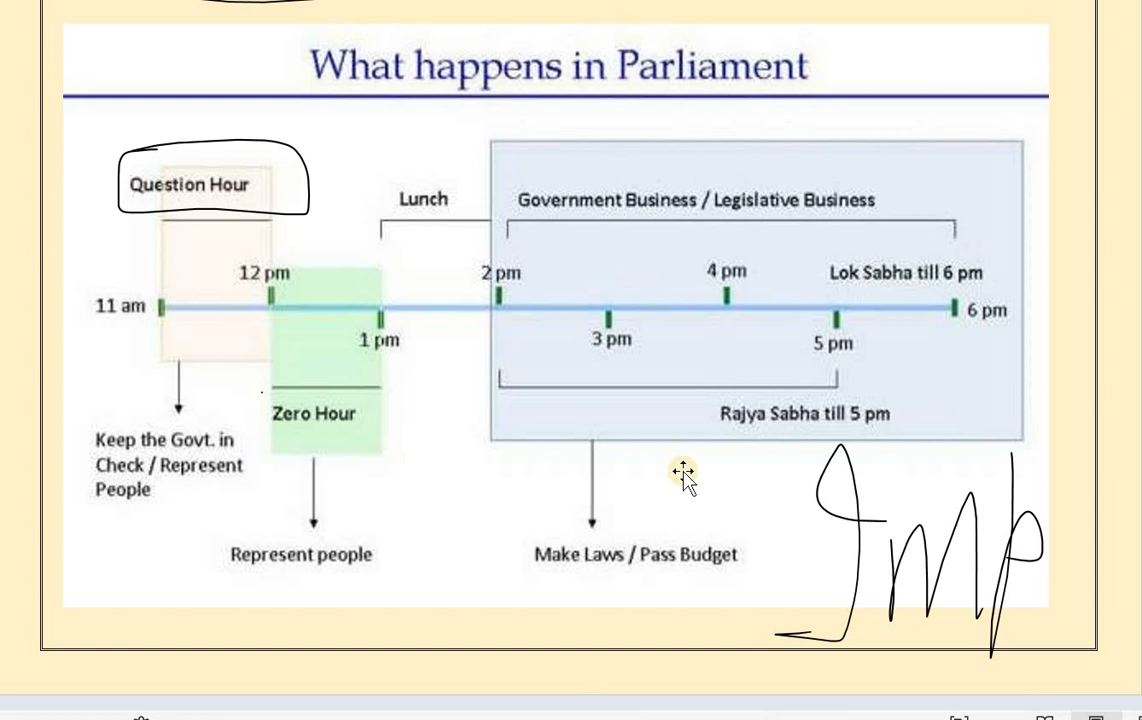 What happens in Parliament
Question Hour
Lunch
Government Business / Legislative Business
12 pm
2 pm
4 pm
Lok Sabha till 6 pm
11 am
6 pm
1 pm
3 pm
5 pm
Zero Hour
Rajya Sabha till 5 pm
Keep the Govt. in
Check / Represent
People
Represent people
Make Laws / Pass Budget
Imp